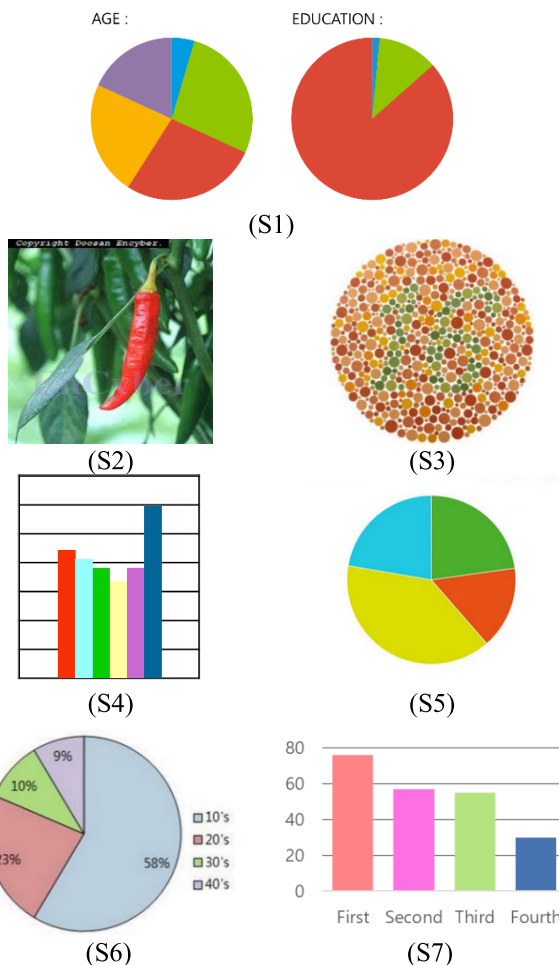 AGE :
EDUCATION :
(S1)
Copyright Doosan Encyber.
(S2)
16
(S3)
(S4)
(S5)
9%
10%
23%
58%
10's
20's
30's
40's
(S6)
80
60
40
20
0
First
Second
Third
Fourth
(S7)